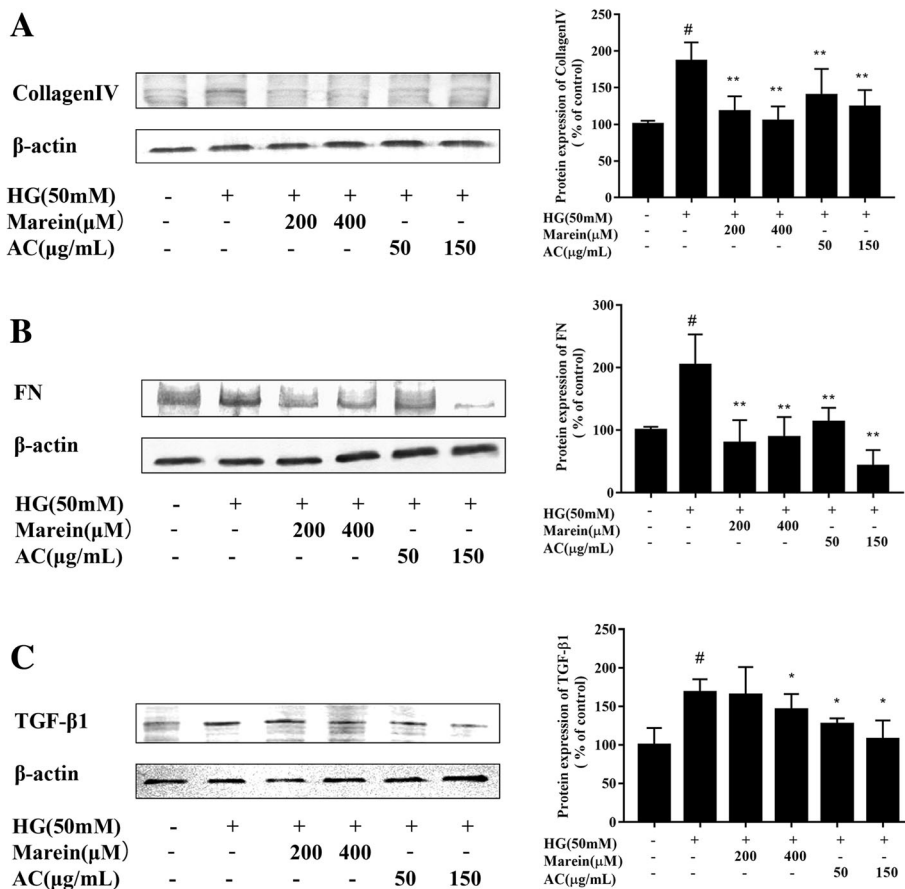 A
CollagenIV
β-actin
HG(50mM) - + + + + +
Marein(μM) - - 200 400 - -
AC(μg/mL) - - - - 50 150
Protein expression of CollagenIV
( % of control)
250
200
150
100
50
0
#
**
**
**
**
HG(50mM) - + + + + +
Marein(μM) - - 200 400 - -
AC(μg/mL) - - - - 50 150
B
FN
β-actin
HG(50mM) - + + + + +
Marein(μM) - - 200 400 - -
AC(μg/mL) - - - - 50 150
Protein expression of FN
( % of control)
300
200
100
0
#
**
**
**
**
HG(50mM) - + + + + +
Marein(μM) - - 200 400 - -
AC(μg/mL) - - - - 50 150
C
TGF-β1
β-actin
HG(50mM) - + + + + +
Marein(μM) - - 200 400 - -
AC(μg/mL) - - - - 50 150
Protein expression of TGF-β1
( % of control)
250
200
150
100
50
0
#
*
*
*
HG(50mM) - + + + + +
Marein(μM) - - 200 400 - -
AC(μg/mL) - - - - 50 150